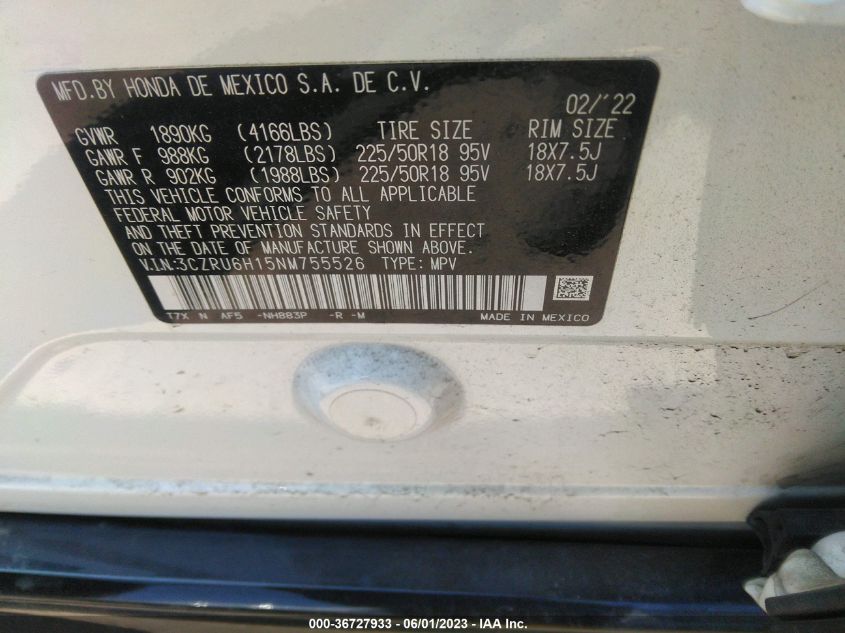 MFD.BY HONDA DE MEXICO S.A. DE C.V.
02/'22
GVWR 1890KG (4166LBS) TIRE SIZE RIM SIZE
GAWR F 988KG (2178LBS) 225/50R18 95V 18X7.5J
GAWR R 902KG (1988LBS) 225/50R18 95V 18X7.5J
THIS VEHICLE CONFORMS TO ALL APPLICABLE
FEDERAL MOTOR VEHICLE SAFETY
AND THEFT PREVENTION STANDARDS IN EFFECT
ON THE DATE OF MANUFACTURE SHOWN ABOVE.
V.I.N:3CZRU6H15NM755526 TYPE: MPV
T7X N AF5 -NH883P -R -M MADE IN MEXICO
000-36727933 - 06/01/2023 - IAA Inc.